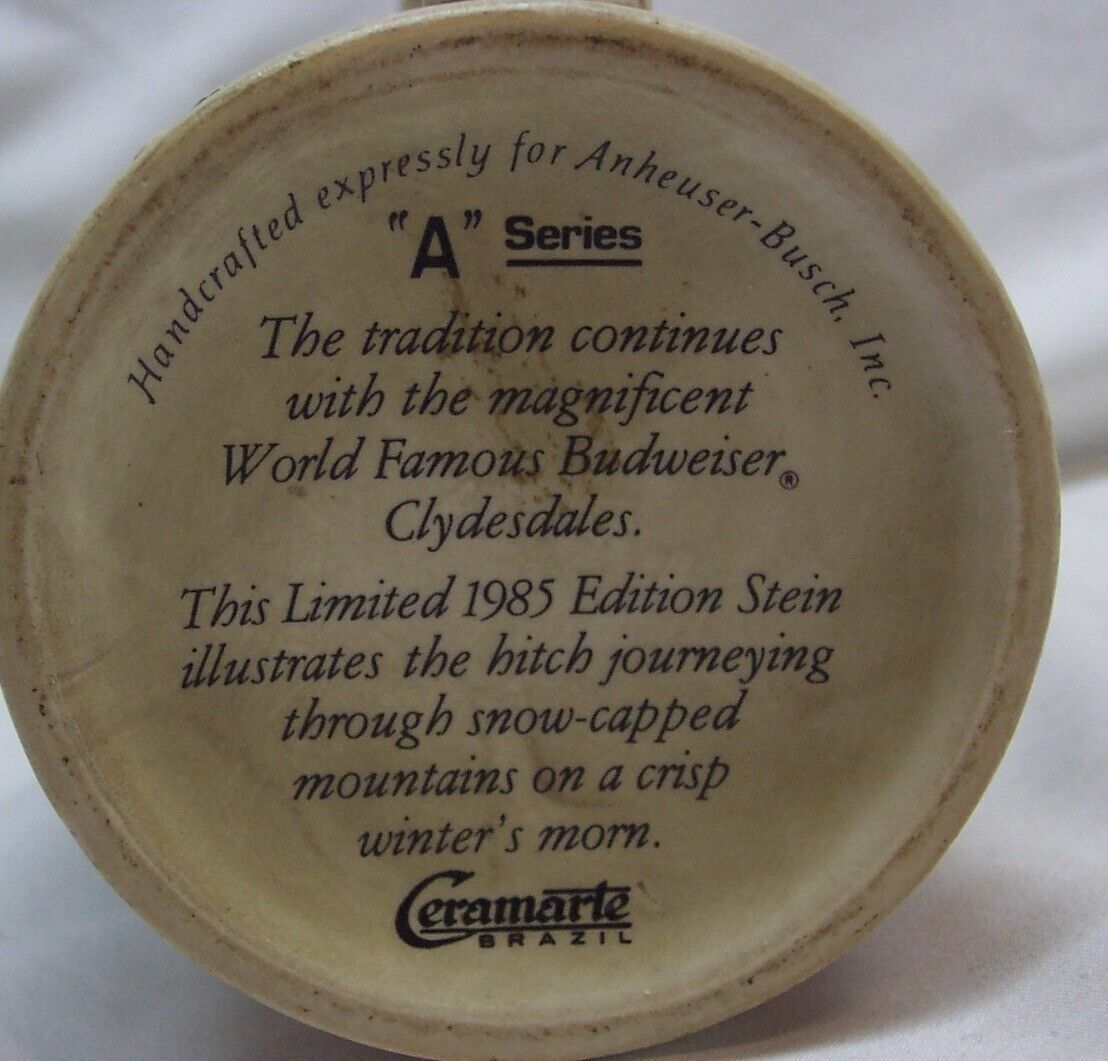 Handcrafted expressly for Anheuser-Busch, Inc.
"A" Series
The tradition continues
with the magnificent
World Famous Budweiser®
Clydesdales.
This Limited 1985 Edition Stein
illustrates the hitch journeying
through snow-capped
mountains on a crisp
winter's morn.
Ceramarte
BRAZIL